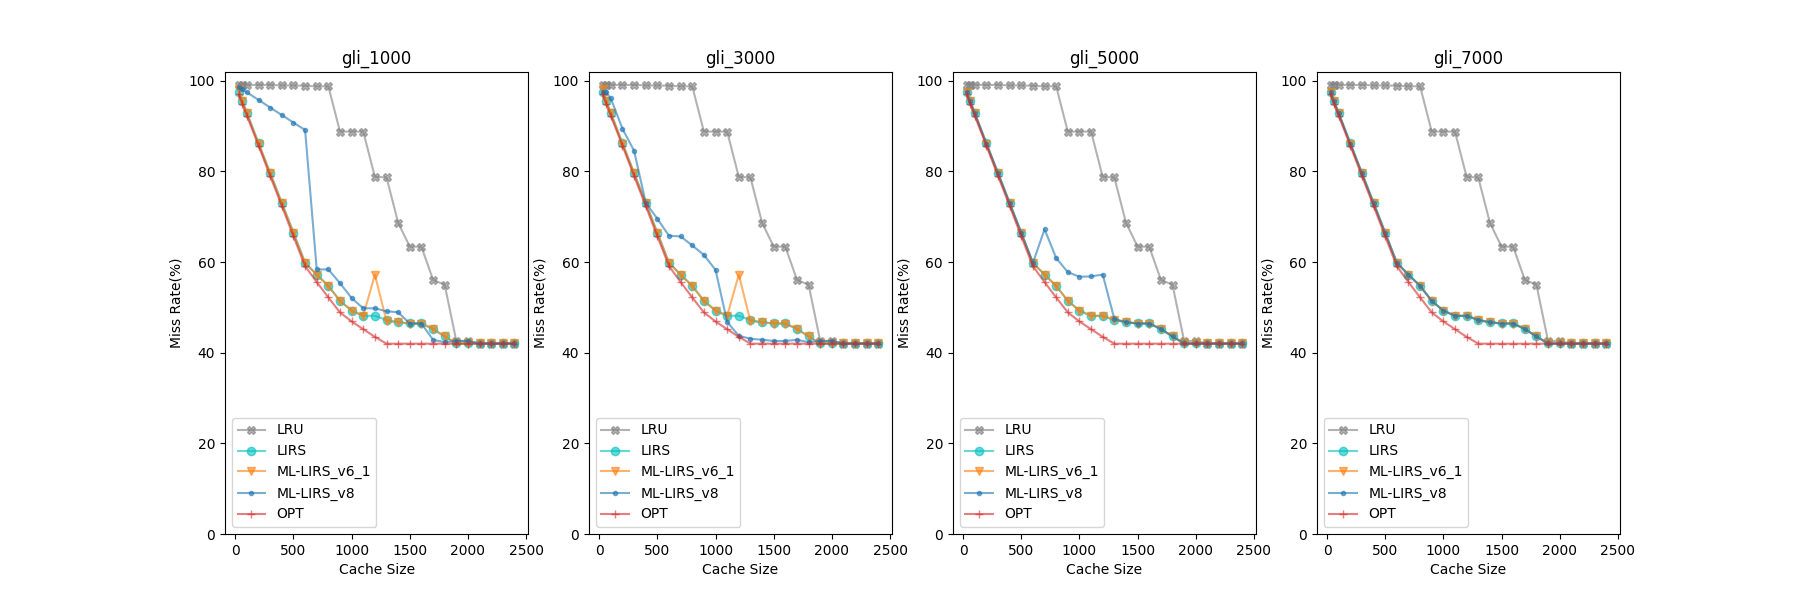 gli_1000
Miss Rate(%)
100
80
60
40
20
0
0 500 1000 1500 2000 2500
Cache Size
LRU
LIRS
ML-LIRS_v6_1
ML-LIRS_v8
OPT
gli_3000
Miss Rate(%)
100
80
60
40
20
0
0 500 1000 1500 2000 2500
Cache Size
LRU
LIRS
ML-LIRS_v6_1
ML-LIRS_v8
OPT
gli_5000
Miss Rate(%)
100
80
60
40
20
0
0 500 1000 1500 2000 2500
Cache Size
LRU
LIRS
ML-LIRS_v6_1
ML-LIRS_v8
OPT
gli_7000
Miss Rate(%)
100
80
60
40
20
0
0 500 1000 1500 2000 2500
Cache Size
LRU
LIRS
ML-LIRS_v6_1
ML-LIRS_v8
OPT